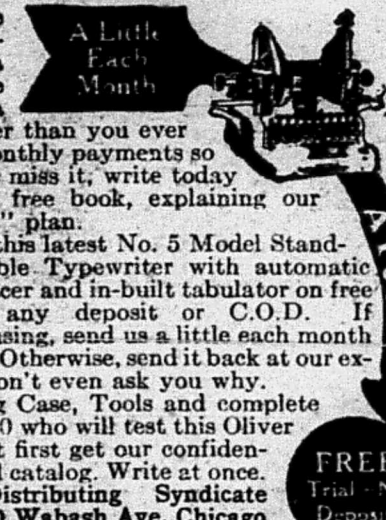 A Little
Each
Month
er than you ever
onthly payments so
miss it, write today
free book, explaining our
" plan.
this latest No. 5 Model Stand-
ble Typewriter with automatic
cer and in-built tabulator on free
any deposit or C.O.D. If
asing, send us a little each month
Otherwise, send it back at our ex-
on't even ask you why.
g Case, Tools and complete
0 who will test this Oliver
t first get our confiden-
l catalog. Write at once.
Distributing Syndicate
Wabash Ave. Chicago
FREE
Trial - N
Deposit